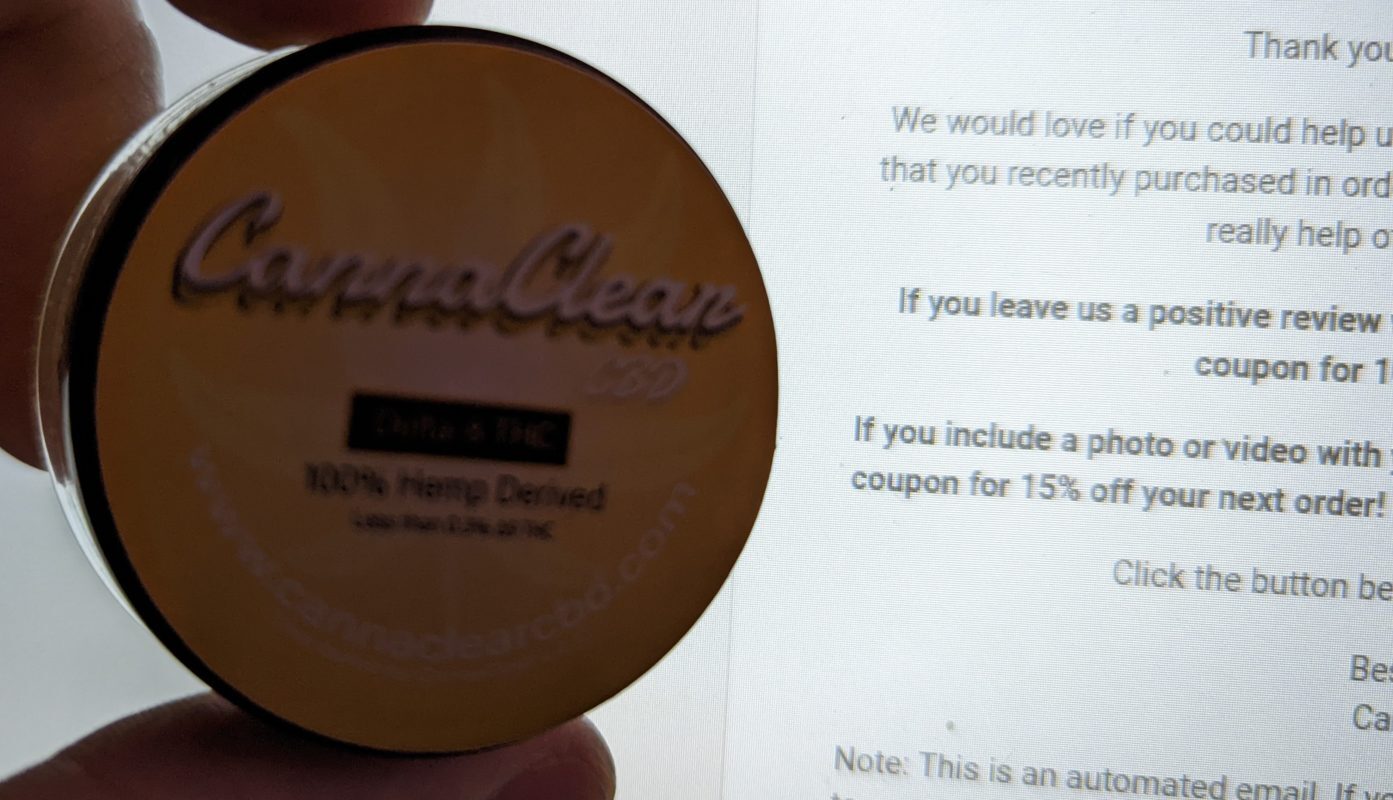 CannaClear
CBD
Delta 8 THC
100% Hemp Derived
Less than 0.3% THC
www.cannaclearcbd.com
Thank you
We would love if you could help u
that you recently purchased in ord
really help o
If you leave us a positive review
coupon for 1
If you include a photo or video with
coupon for 15% off your next order!
Click the button be
Bes
Ca
Note: This is an automated email. If yo